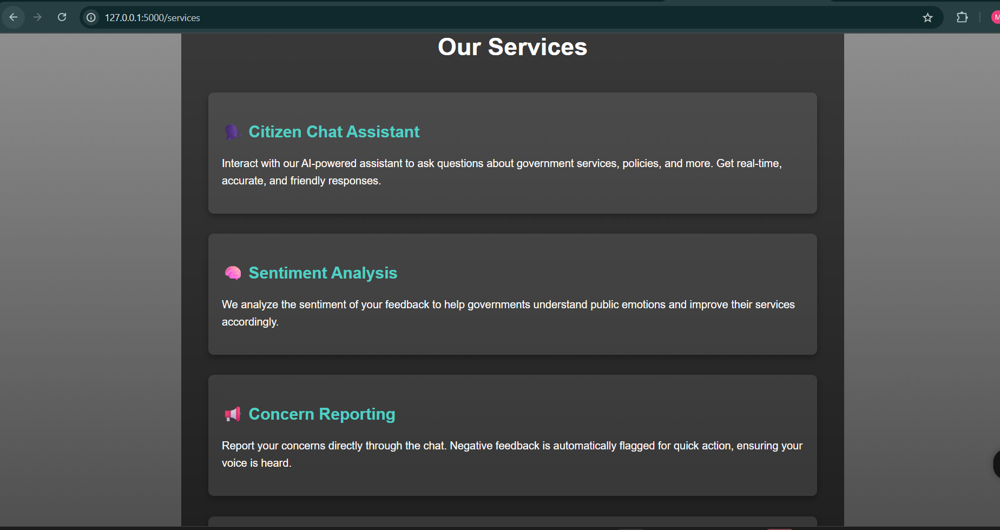 127.0.0.1:5000/services
M
Our Services
Citizen Chat Assistant
Interact with our AI-powered assistant to ask questions about government services, policies, and more. Get real-time,
accurate, and friendly responses.
Sentiment Analysis
We analyze the sentiment of your feedback to help governments understand public emotions and improve their services
accordingly.
Concern Reporting
Report your concerns directly through the chat. Negative feedback is automatically flagged for quick action, ensuring your
voice is heard.